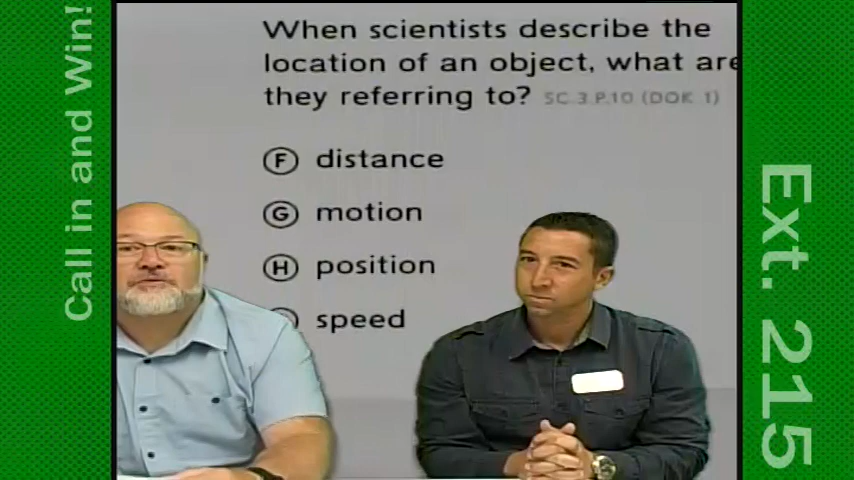 Call in and Win!
When scientists describe the
location of an object, what are
they referring to? SC.3.P.10 (DOK 1)
F distance
G motion
H position
speed
Ext. 2115